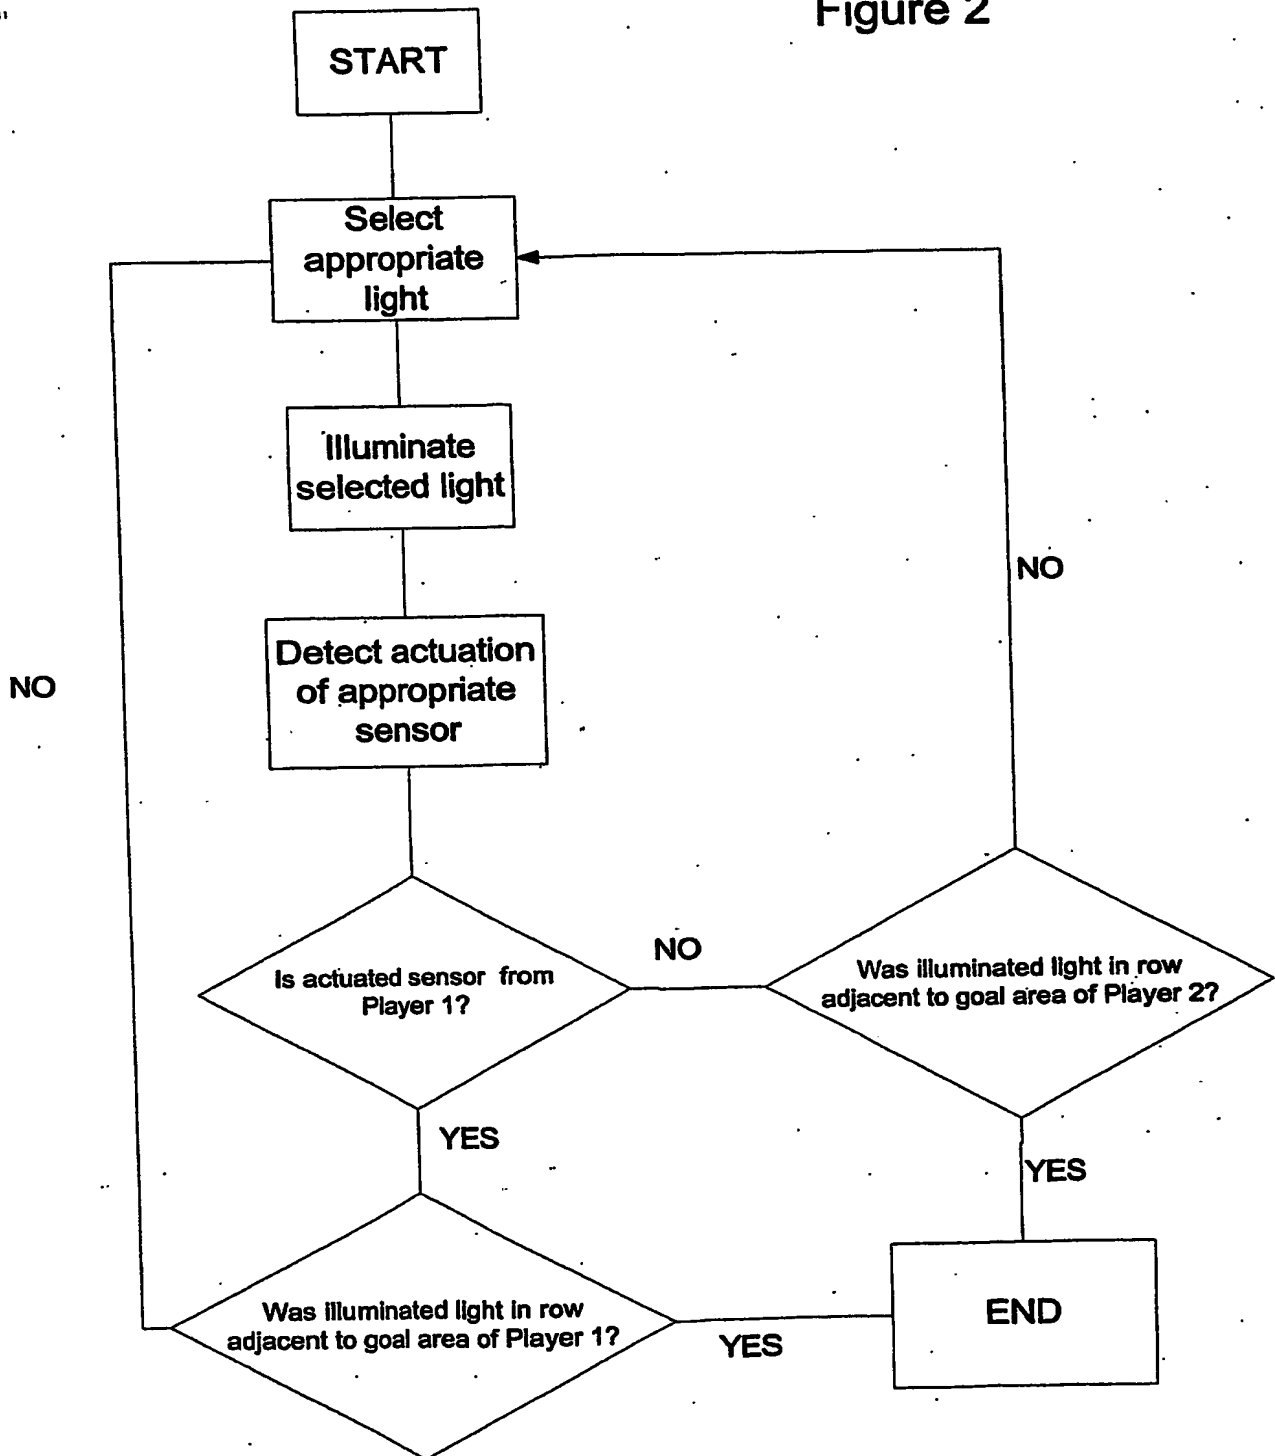 Figure 2
START
Select
appropriate
light
Illuminate
selected light
NO
Detect actuation
of appropriate
sensor
NO
Is actuated sensor from
Player 1?
NO
Was illuminated light in row
adjacent to goal area of Player 2?
YES
YES
Was illuminated light in row
adjacent to goal area of Player 1?
YES
END